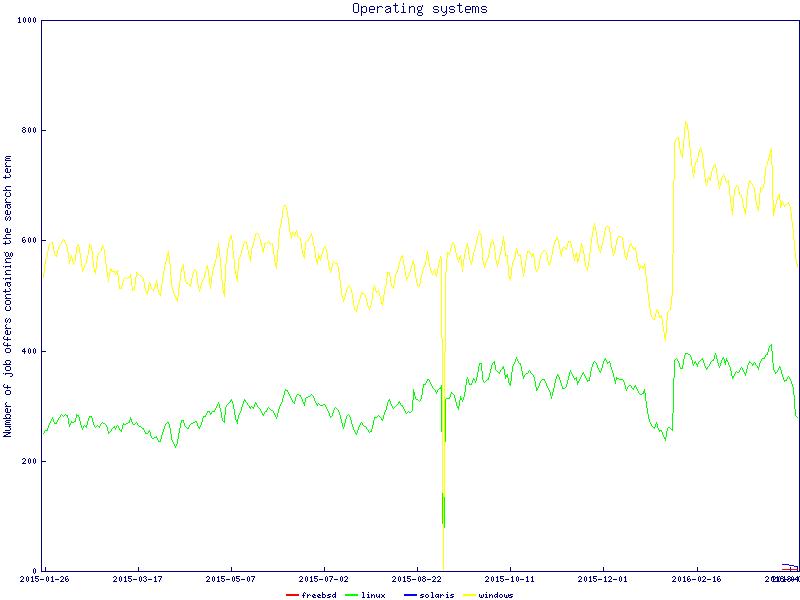 Operating systems
Number of job offers containing the search term
1000
800
600
400
200
0
2015-01-26 2015-03-17 2015-05-07 2015-07-02 2015-08-22 2015-10-11 2015-12-01 2016-02-16
freebsd linux solaris windows